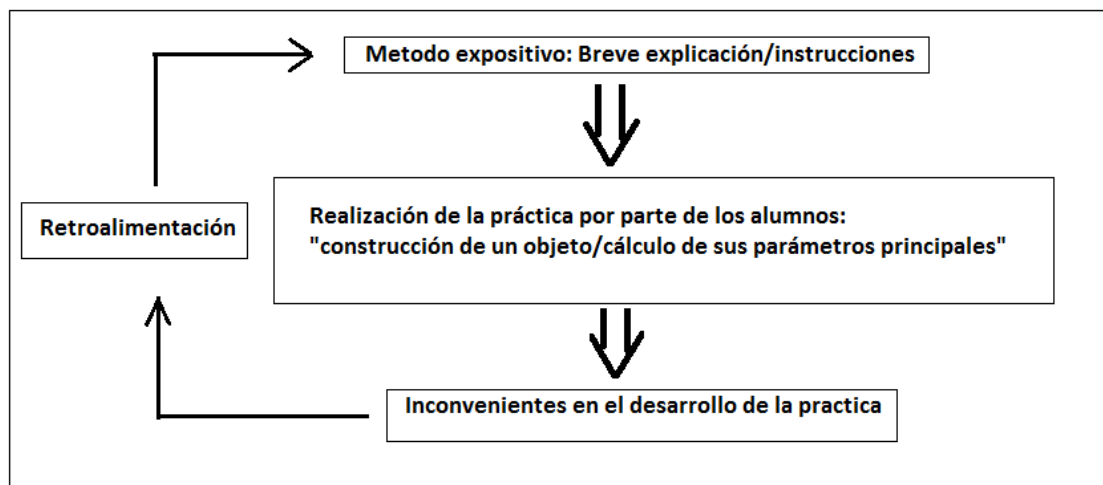 Metodo expositivo: Breve explicación/instrucciones
Realización de la práctica por parte de los alumnos:
"construcción de un objeto/cálculo de sus parámetros principales"
Inconvenientes en el desarrollo de la practica
Retroalimentación